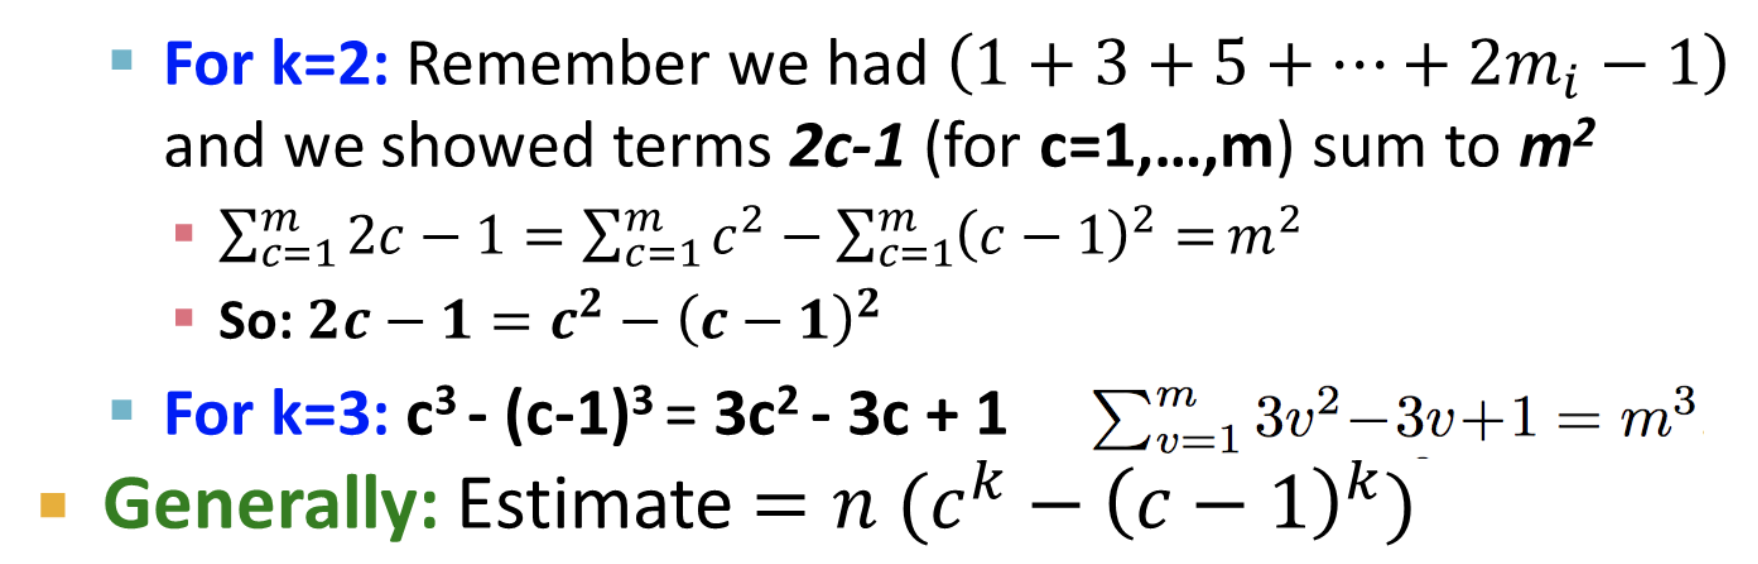 For k=2: Remember we had (1 + 3 + 5 + ⋯ + 2mᵢ − 1)
and we showed terms 2c-1 (for c=1,...,m) sum to m²
∑_{c=1}^{m} 2c − 1 = ∑_{c=1}^{m} c² − ∑_{c=1}^{m} (c − 1)² = m²
So: 2c − 1 = c² − (c − 1)²
For k=3: c³ - (c-1)³ = 3c² - 3c + 1 ∑_{v=1}^{m} 3v² − 3v + 1 = m³
Generally: Estimate = n (cᵏ − (c − 1)ᵏ)